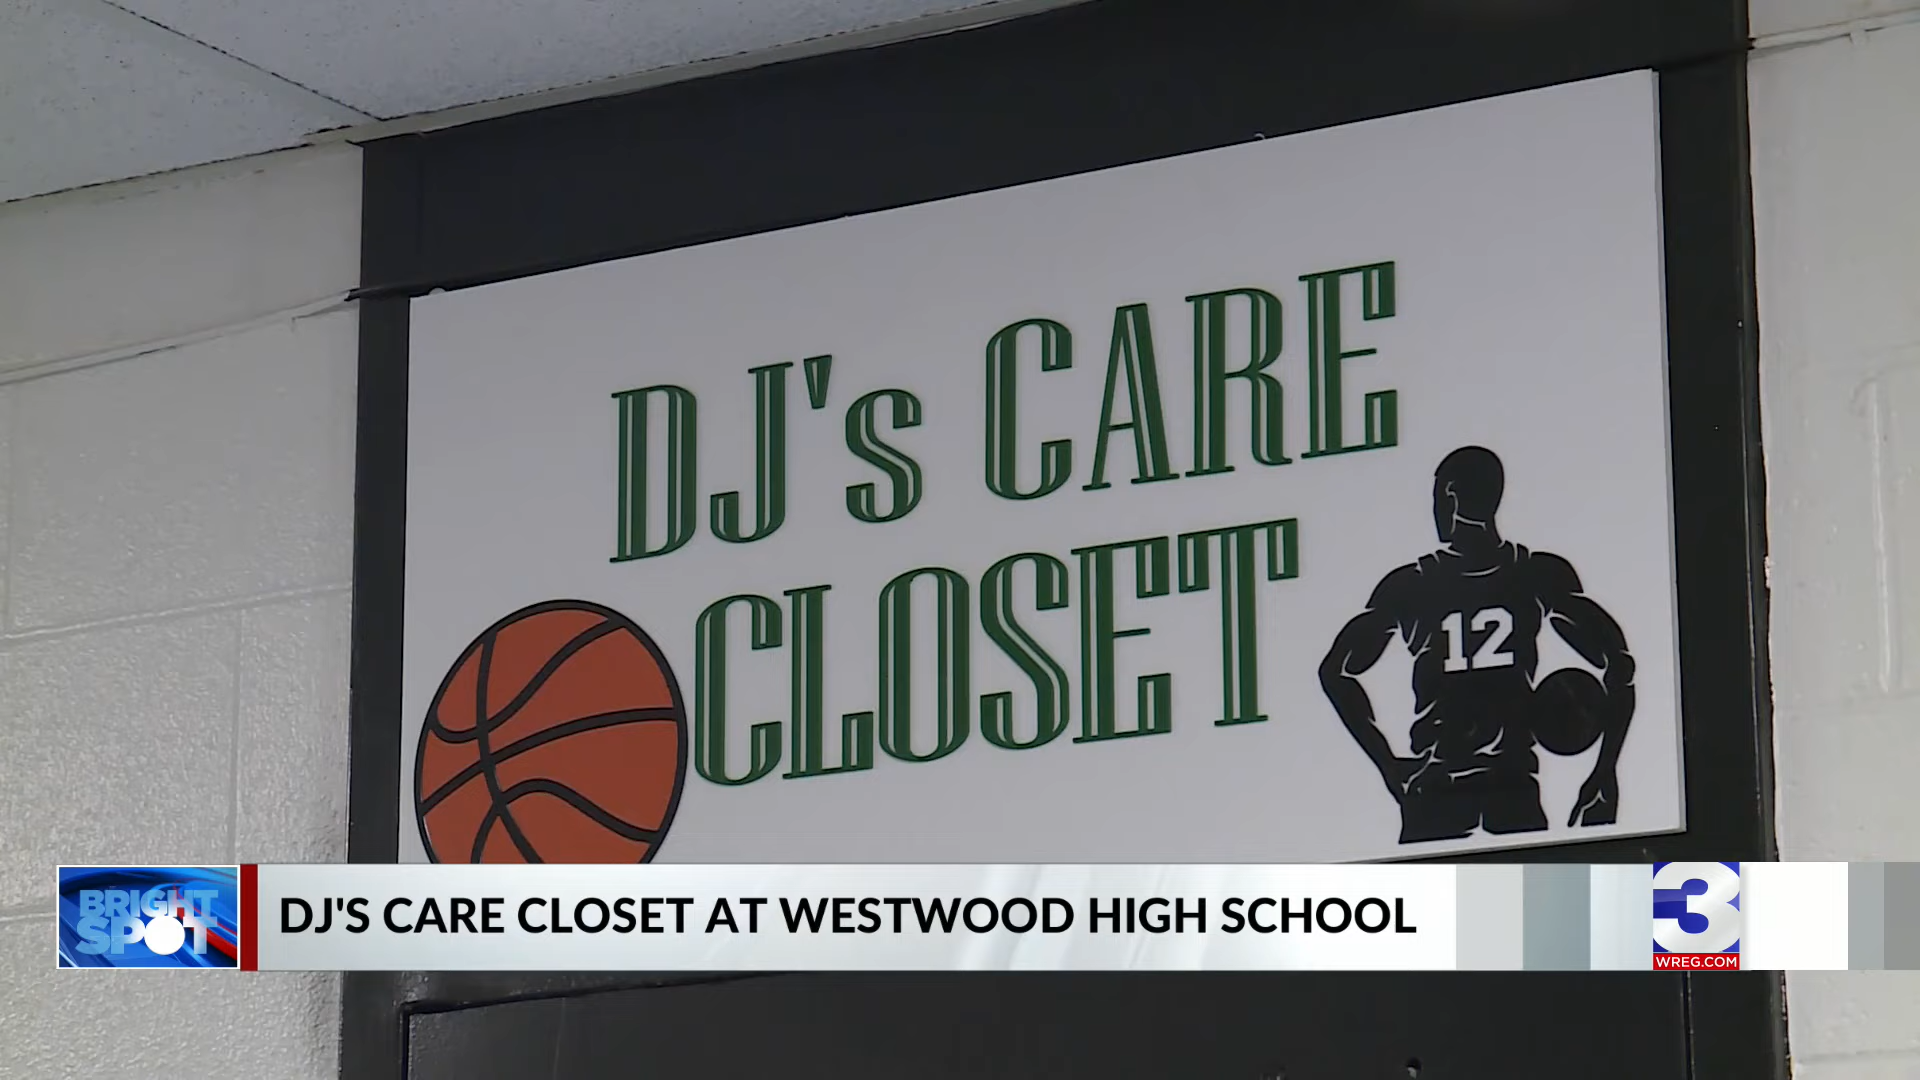 DJ's CARE
CLOSET
12
BRIGHT
SPOT
DJ'S CARE CLOSET AT WESTWOOD HIGH SCHOOL
3
WREG.COM